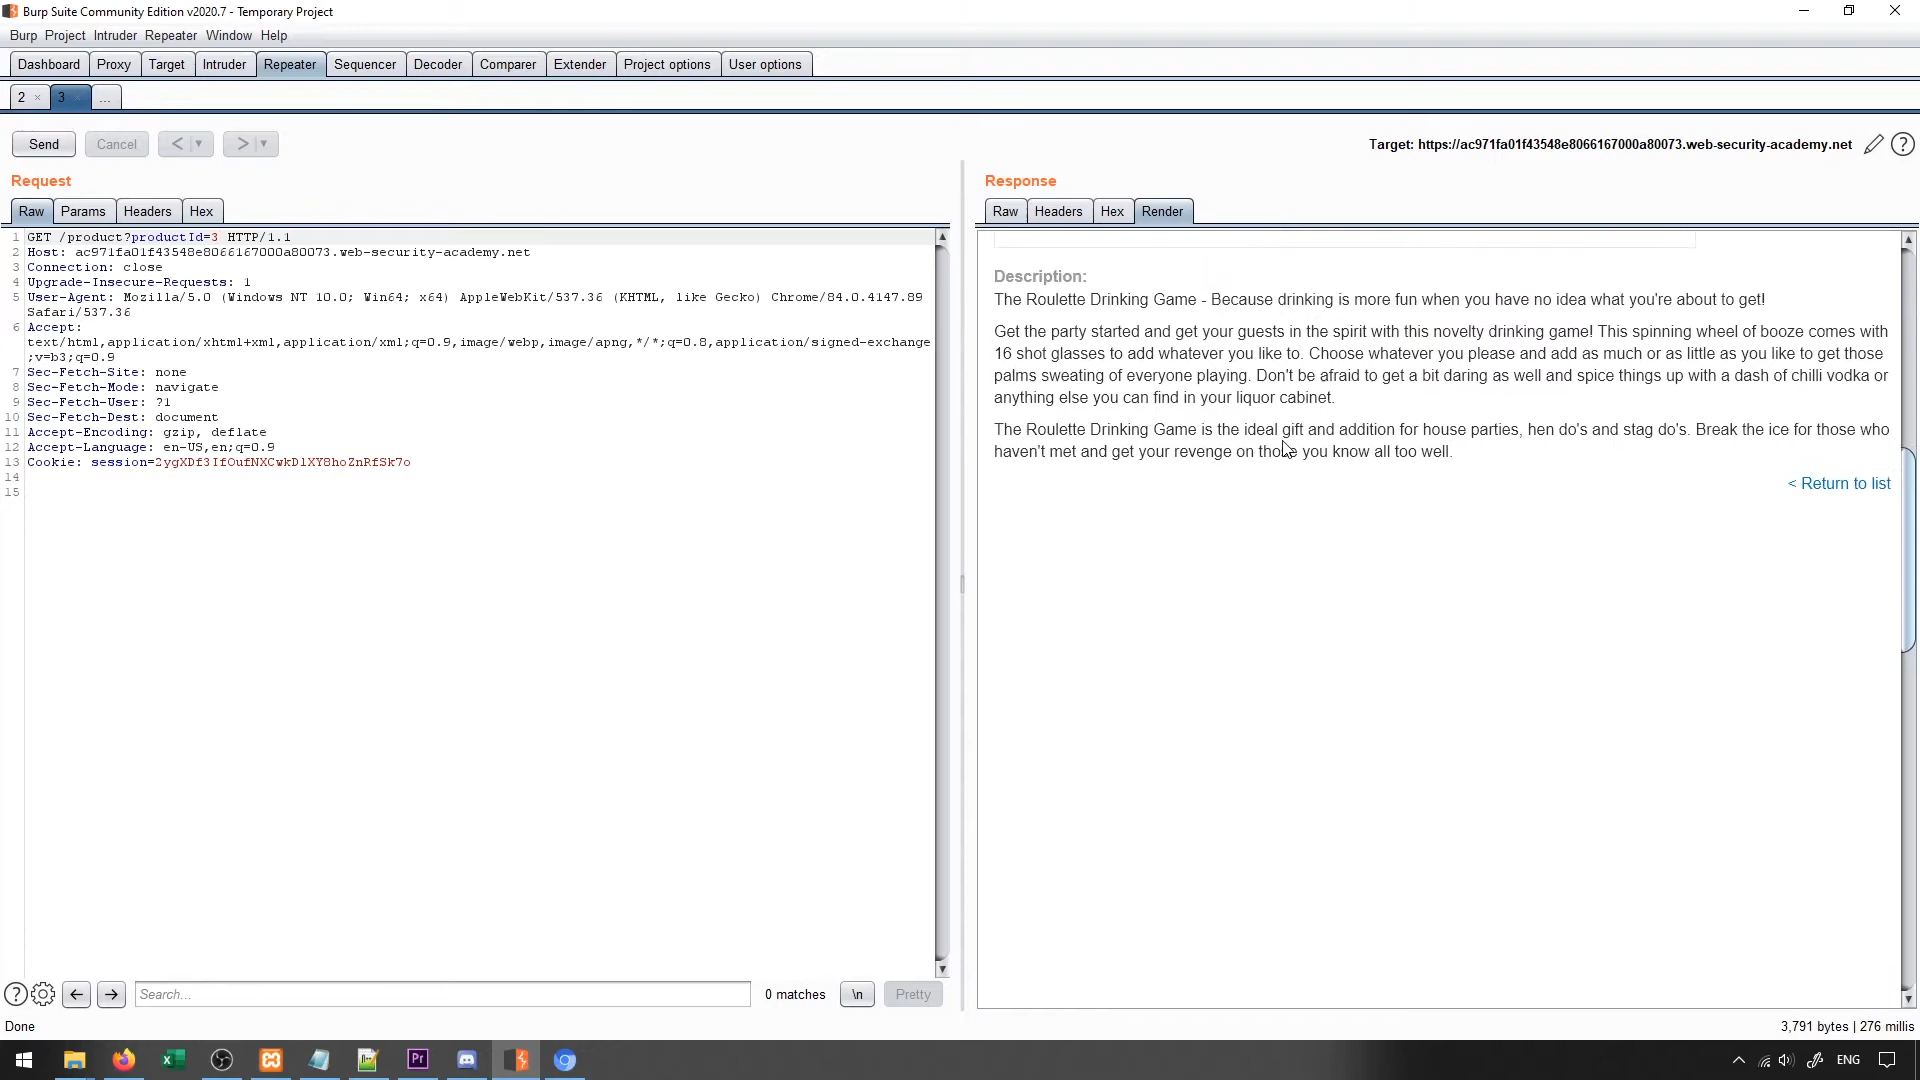 Burp Suite Community Edition v2020.7 - Temporary Project
Burp Project Intruder Repeater Window Help
Dashboard Proxy Target Intruder Repeater Sequencer Decoder Comparer Extender Project options User options
2 × 3 × ...
Send Cancel < > Target: https://ac971fa01f43548e8066167000a80073.web-security-academy.net
Request
Raw Params Headers Hex
1 GET /product?productId=3 HTTP/1.1
2 Host: ac971fa01f43548e8066167000a80073.web-security-academy.net
3 Connection: close
4 Upgrade-Insecure-Requests: 1
5 User-Agent: Mozilla/5.0 (Windows NT 10.0; Win64; x64) AppleWebKit/537.36 (KHTML, like Gecko) Chrome/84.0.4147.89
Safari/537.36
6 Accept:
text/html,application/xhtml+xml,application/xml;q=0.9,image/webp,image/apng,*/*;q=0.8,application/signed-exchange
;v=b3;q=0.9
7 Sec-Fetch-Site: none
8 Sec-Fetch-Mode: navigate
9 Sec-Fetch-User: ?1
10 Sec-Fetch-Dest: document
11 Accept-Encoding: gzip, deflate
12 Accept-Language: en-US,en;q=0.9
13 Cookie: session=2ygXDf3IfOufNXCwkDlXY8hoZnRfSk7o
14
15
Search... 0 matches \n Pretty
Response
Raw Headers Hex Render
Description:
The Roulette Drinking Game - Because drinking is more fun when you have no idea what you're about to get!
Get the party started and get your guests in the spirit with this novelty drinking game! This spinning wheel of booze comes with
16 shot glasses to add whatever you like to. Choose whatever you please and add as much or as little as you like to get those
palms sweating of everyone playing. Don't be afraid to get a bit daring as well and spice things up with a dash of chilli vodka or
anything else you can find in your liquor cabinet.
The Roulette Drinking Game is the ideal gift and addition for house parties, hen do's and stag do's. Break the ice for those who
haven't met and get your revenge on those you know all too well.
< Return to list
Done 3,791 bytes | 276 millis
Pr ENG